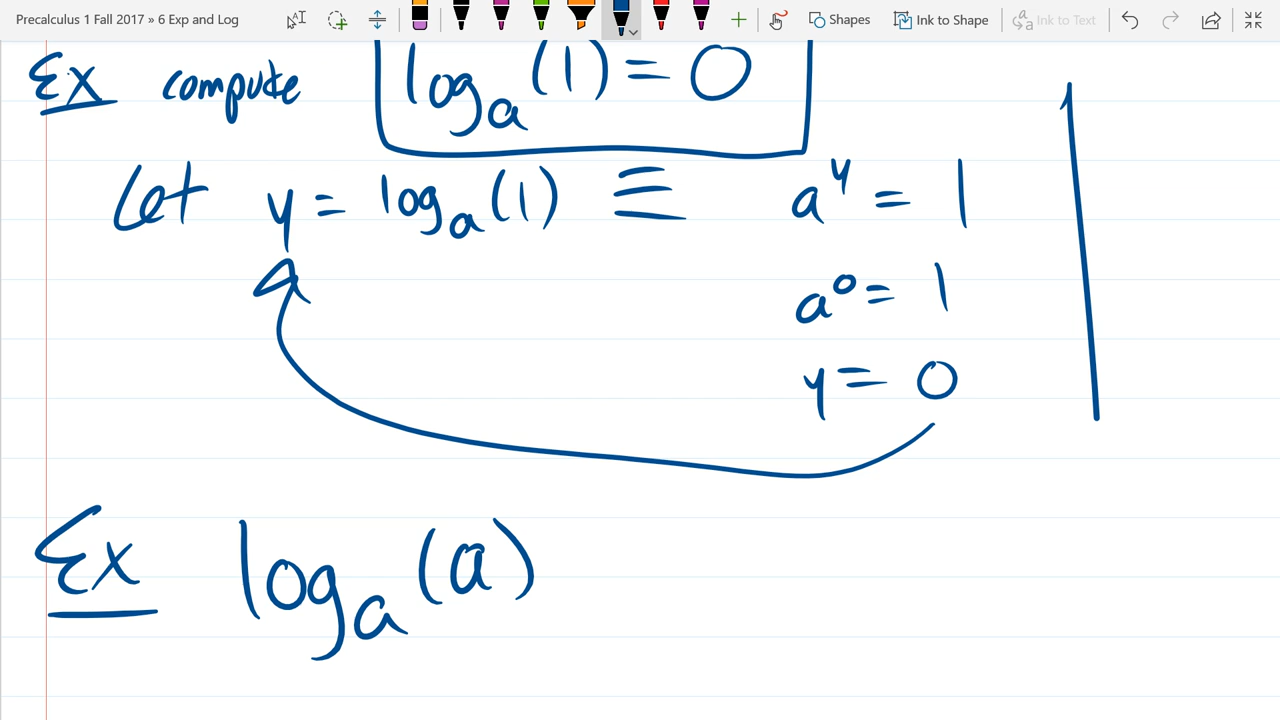 Precalculus 1 Fall 2017 » 6 Exp and Log
Shapes Ink to Shape Ink to Text
Ex compute log_a (1) = 0
Let y = log_a (1) ≡ a^y = 1
a^0 = 1
y = 0
Ex log_a (a)